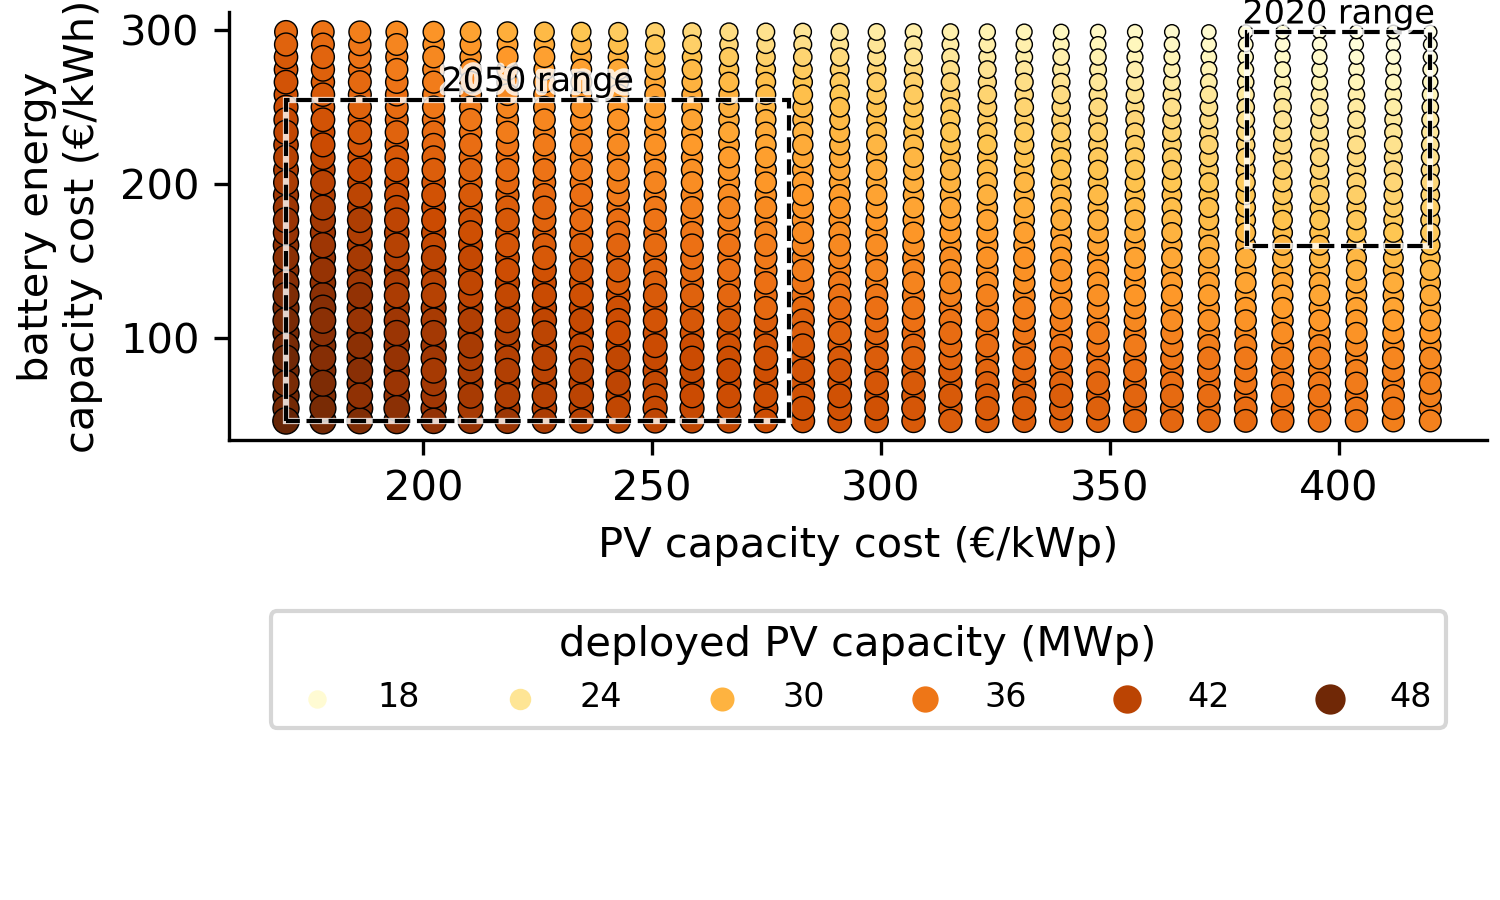 battery energy
capacity cost (€/kWh)
300
200
100
2050 range
2020 range
200
250
300
350
400
PV capacity cost (€/kWp)
deployed PV capacity (MWp)
18 24 30 36 42 48